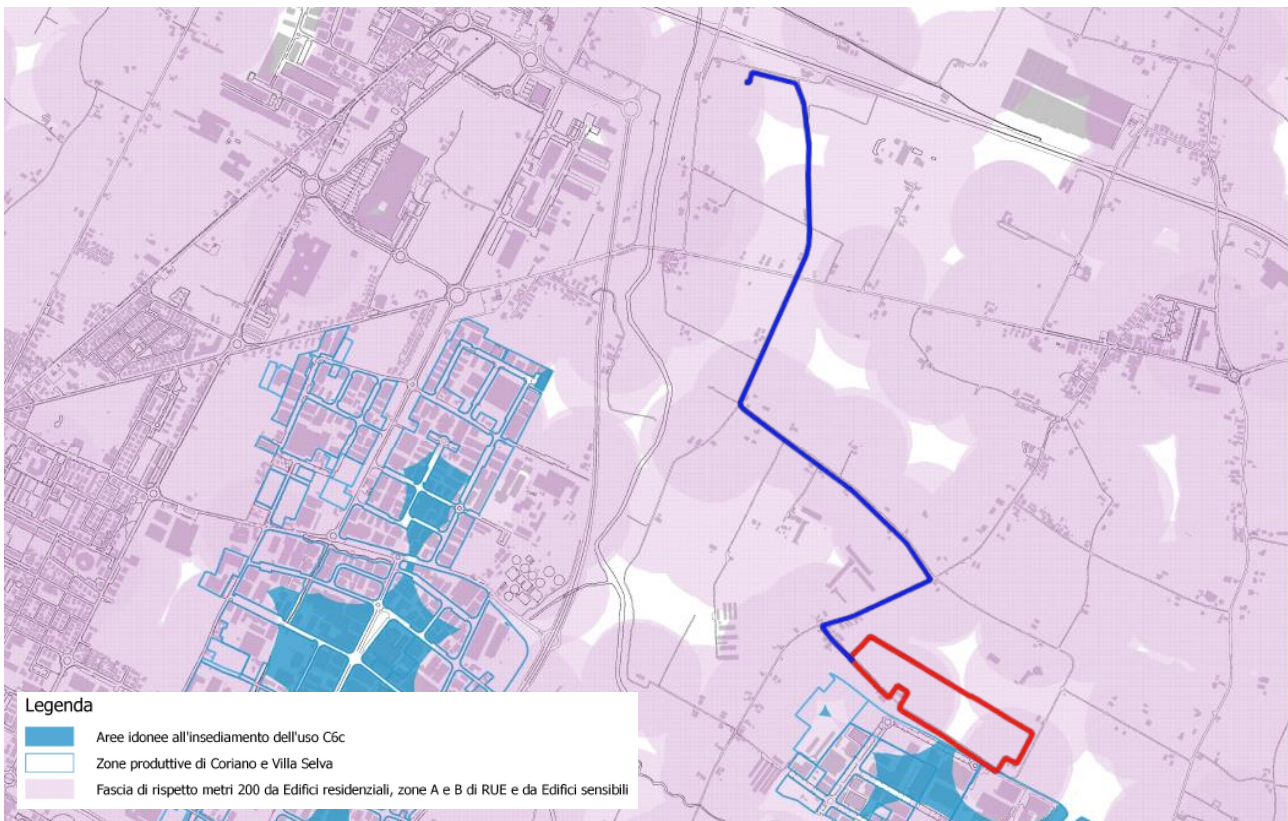 Legenda
Aree idonee all'insediamento dell'uso C6c
Zone produttive di Coriano e Villa Selva
Fascia di rispetto metri 200 da Edifici residenziali, zone A e B di RUE e da Edifici sensibili